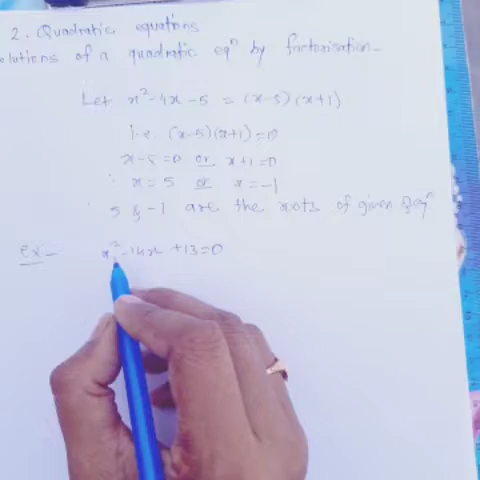 2. Quadratic equations
olutions of a quadratic eqⁿ by factorisation-
Let x²-4x-5 = (x-5)(x+1)
i.e. (x-5)(x+1)=0
x-5=0 or x+1=0
∴ x=5 or x=-1
∴ 5 & -1 are the roots of given Q.eqⁿ
ex- x²-14x+13=0